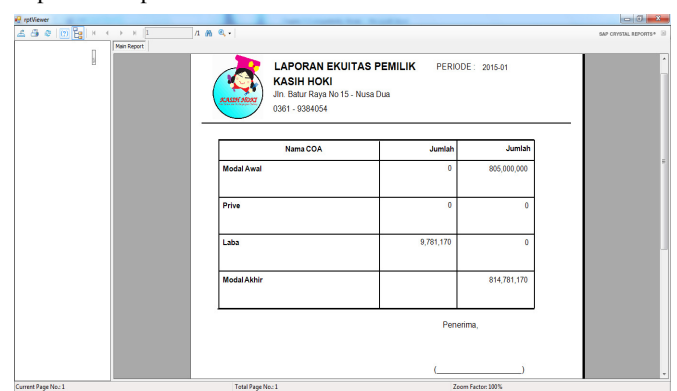 rptViewer
1
/1
SAP CRYSTAL REPORTS®
Main Report
LAPORAN EKUITAS PEMILIK PERIODE : 2015-01
KASIH HOKI
Jln. Batur Raya No 15 - Nusa Dua
0361 - 9384054
KASIH HOKI
Nama COA Jumlah Jumlah
Modal Awal 0 805,000,000
Prive 0 0
Laba 9,781,170 0
Modal Akhir 814,781,170
Penerima,
(                    )
Current Page No.: 1 Total Page No.: 1 Zoom Factor: 100%